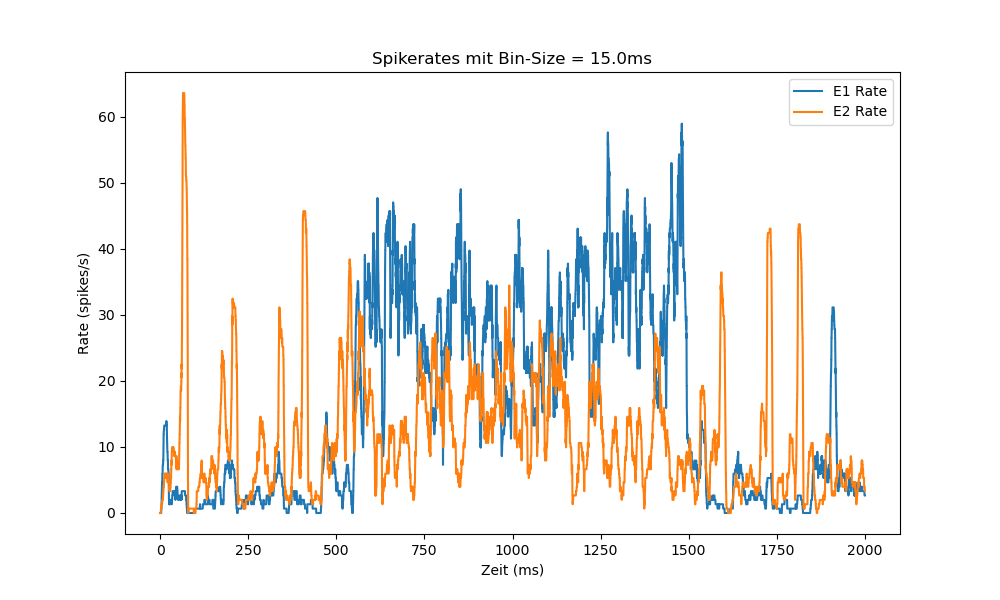 Spikerates mit Bin-Size = 15.0ms
E1 Rate
E2 Rate
60
50
40
30
20
10
0
Rate (spikes/s)
0 250 500 750 1000 1250 1500 1750 2000
Zeit (ms)